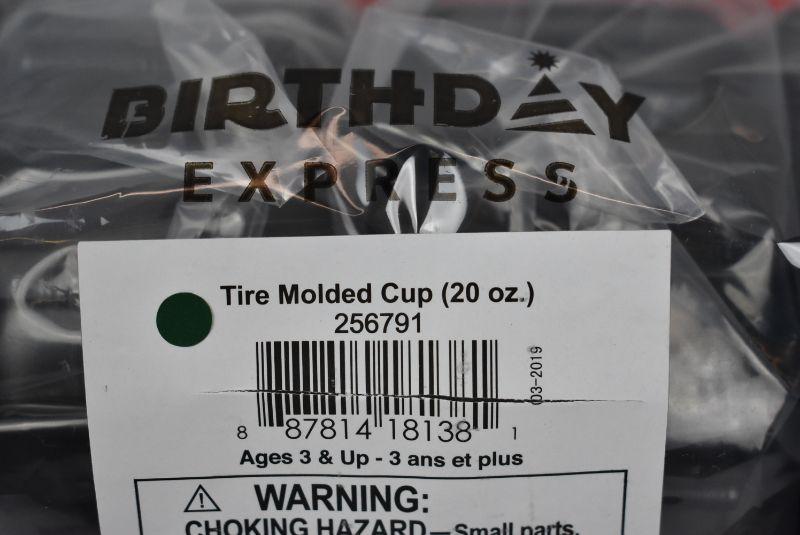 BIRTHDAY
EXPRESS
Tire Molded Cup (20 oz.)
256791
03-2019
8 87814 18138 1
Ages 3 & Up - 3 ans et plus
WARNING:
CHOKING HAZARD—Small parts.